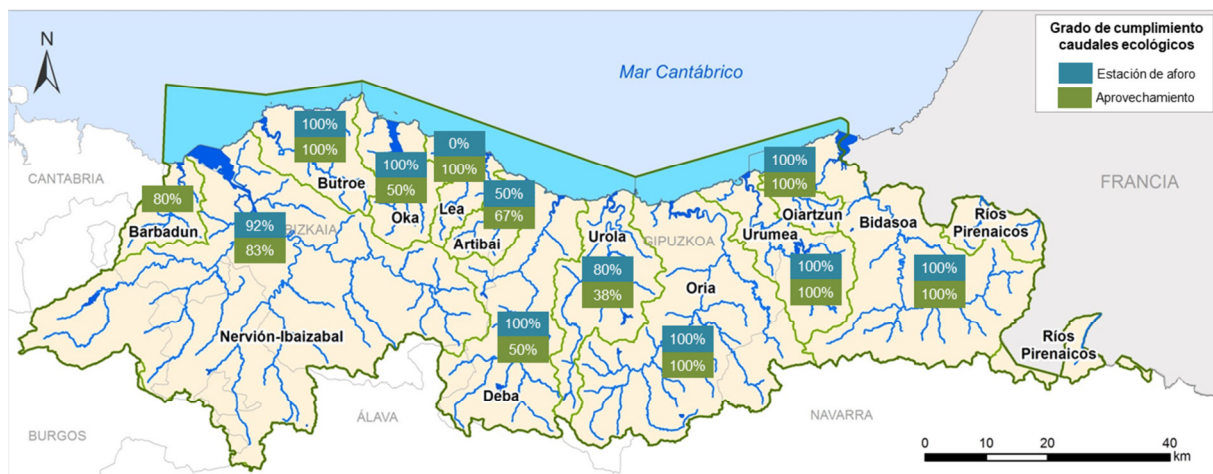 N
Mar Cantábrico
Grado de cumplimiento
caudales ecológicos
Estación de aforo
Aprovechamiento
CANTABRIA
FRANCIA
BIZKAIA
GIPUZKOA
ÁLAVA
BURGOS
NAVARRA
80%
Barbadun
92%
83%
Nervión-Ibaizabal
100%
100%
Butroe
100%
50%
Oka
0%
100%
Lea
50%
67%
Artibai
100%
50%
Deba
Urola
80%
38%
Oria
100%
100%
Urumea
100%
100%
100%
100%
Oiartzun
Bidasoa
100%
100%
Ríos
Pirenaicos
Ríos
Pirenaicos
0 10 20 40
km